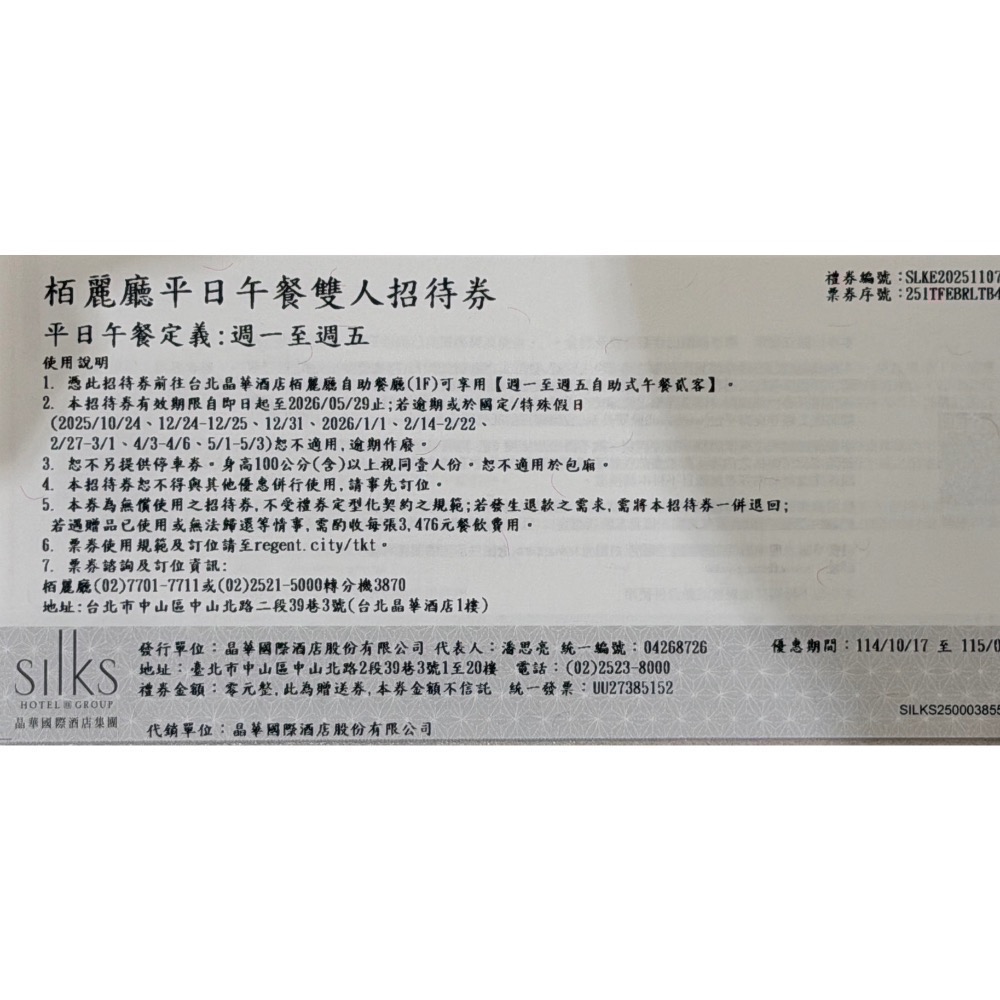 栢麗廳平日午餐雙人招待券
禮券編號：SLKE20251107
票券序號：251TFEBRLTB4
平日午餐定義:週一至週五
使用說明
1. 憑此招待券前往台北晶華酒店栢麗廳自助餐廳(1F)可享用【週一至週五自助式午餐貳客】。
2. 本招待券有效期限自即日起至2026/05/29止;若逾期或於國定/特殊假日
(2025/10/24、12/24-12/25、12/31、2026/1/1、2/14-2/22、
2/27-3/1、4/3-4/6、5/1-5/3)恕不適用,逾期作廢。
3. 恕不另提供停車券。身高100公分(含)以上視同壹人份。恕不適用於包廂。
4. 本招待券恕不得與其他優惠併行使用,請事先訂位。
5. 本券為無償使用之招待券,不受禮券定型化契約之規範;若發生退款之需求,需將本招待券一併退回;
若遇贈品已使用或無法歸還等情事,需酌收每張3,476元餐飲費用。
6. 票券使用規範及訂位請至regent.city/tkt。
7. 票券諮詢及訂位資訊:
栢麗廳(02)7701-7711或(02)2521-5000轉分機3870
地址:台北市中山區中山北路二段39巷3號(台北晶華酒店1樓)
silks
HOTEL GROUP
晶華國際酒店集團
發行單位：晶華國際酒店股份有限公司 代表人：潘思亮 統一編號：04268726
優惠期間：114/10/17 至 115/0
地址：臺北市中山區中山北路2段39巷3號1至20樓 電話：(02)2523-8000
禮券金額：零元整,此為贈送券,本券金額不信託 統一發票：UU27385152
SILKS250003855
代銷單位：晶華國際酒店股份有限公司